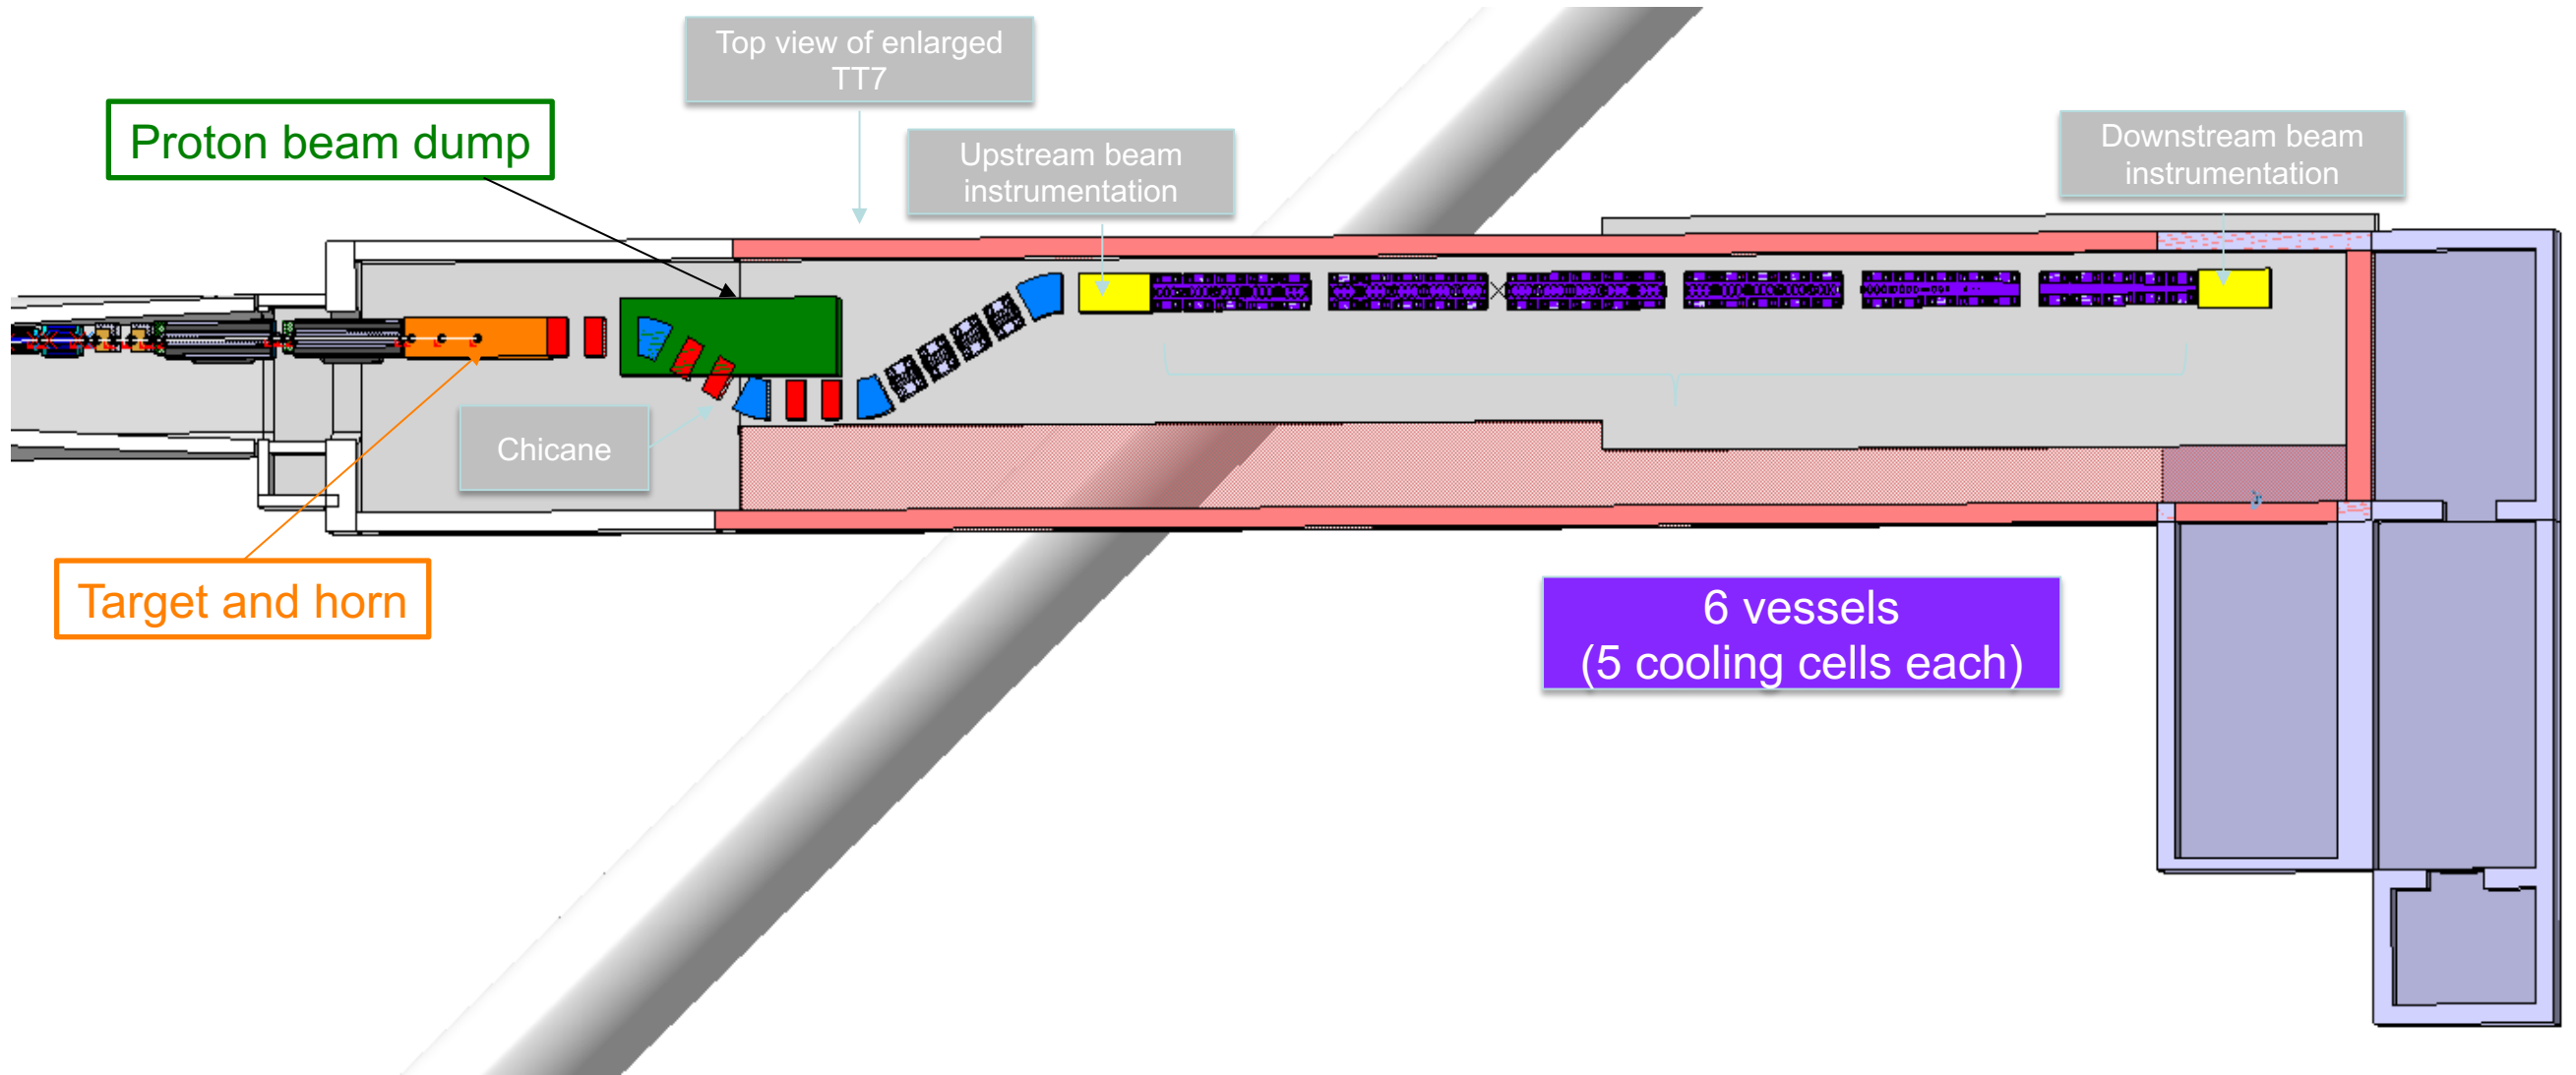 Top view of enlarged
TT7
Proton beam dump
Upstream beam
instrumentation
Downstream beam
instrumentation
Chicane
Target and horn
6 vessels
(5 cooling cells each)